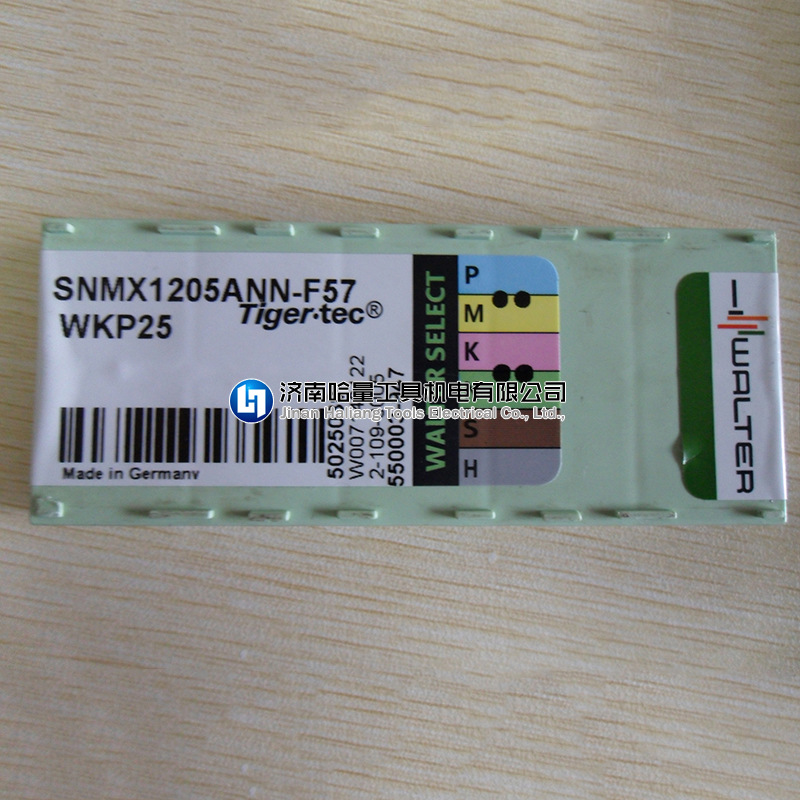 SNMX1205ANN-F57
WKP25
Tiger·tec®
Made in Germany
WALTER SELECT
P
M
K
S
H
WALTER
济南哈量工具机电有限公司
Jinan Haliang Tools Electrical Co., Ltd.,